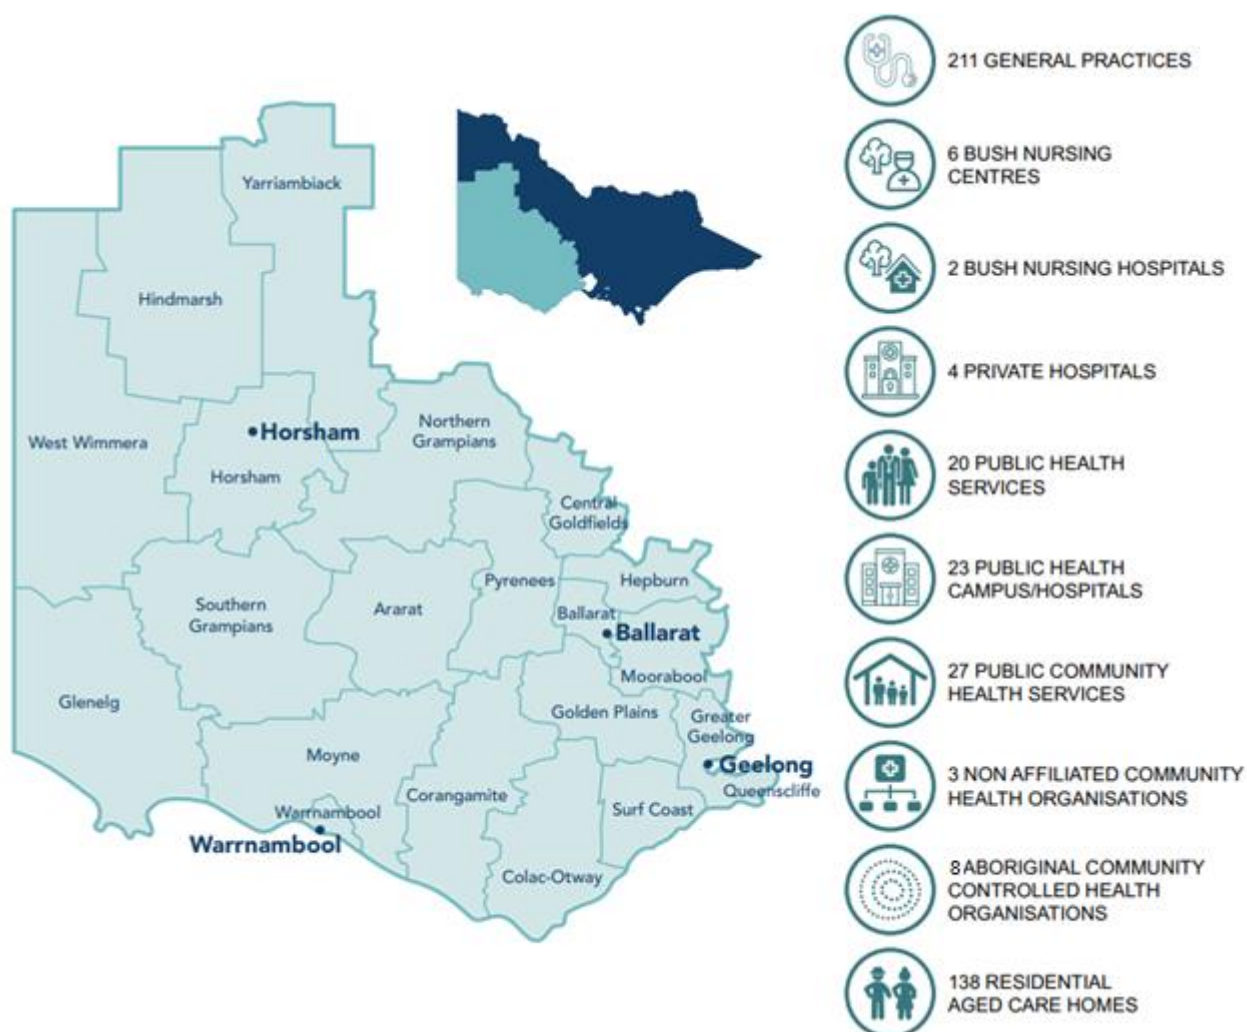 Yarriambiack
Hindmarsh
West Wimmera
Horsham
Horsham
Northern
Grampians
Central
Goldfields
Hepburn
Pyrenees
Ballarat
Ballarat
Southern
Grampians
Ararat
Moorabool
Glenelg
Golden Plains
Greater
Geelong
Moyne
Geelong
Queenscliffe
Corangamite
Surf Coast
Warrnambool
Warrnambool
Colac-Otway
211 GENERAL PRACTICES
6 BUSH NURSING
CENTRES
2 BUSH NURSING HOSPITALS
4 PRIVATE HOSPITALS
20 PUBLIC HEALTH
SERVICES
23 PUBLIC HEALTH
CAMPUS/HOSPITALS
27 PUBLIC COMMUNITY
HEALTH SERVICES
3 NON AFFILIATED COMMUNITY
HEALTH ORGANISATIONS
8 ABORIGINAL COMMUNITY
CONTROLLED HEALTH
ORGANISATIONS
138 RESIDENTIAL
AGED CARE HOMES